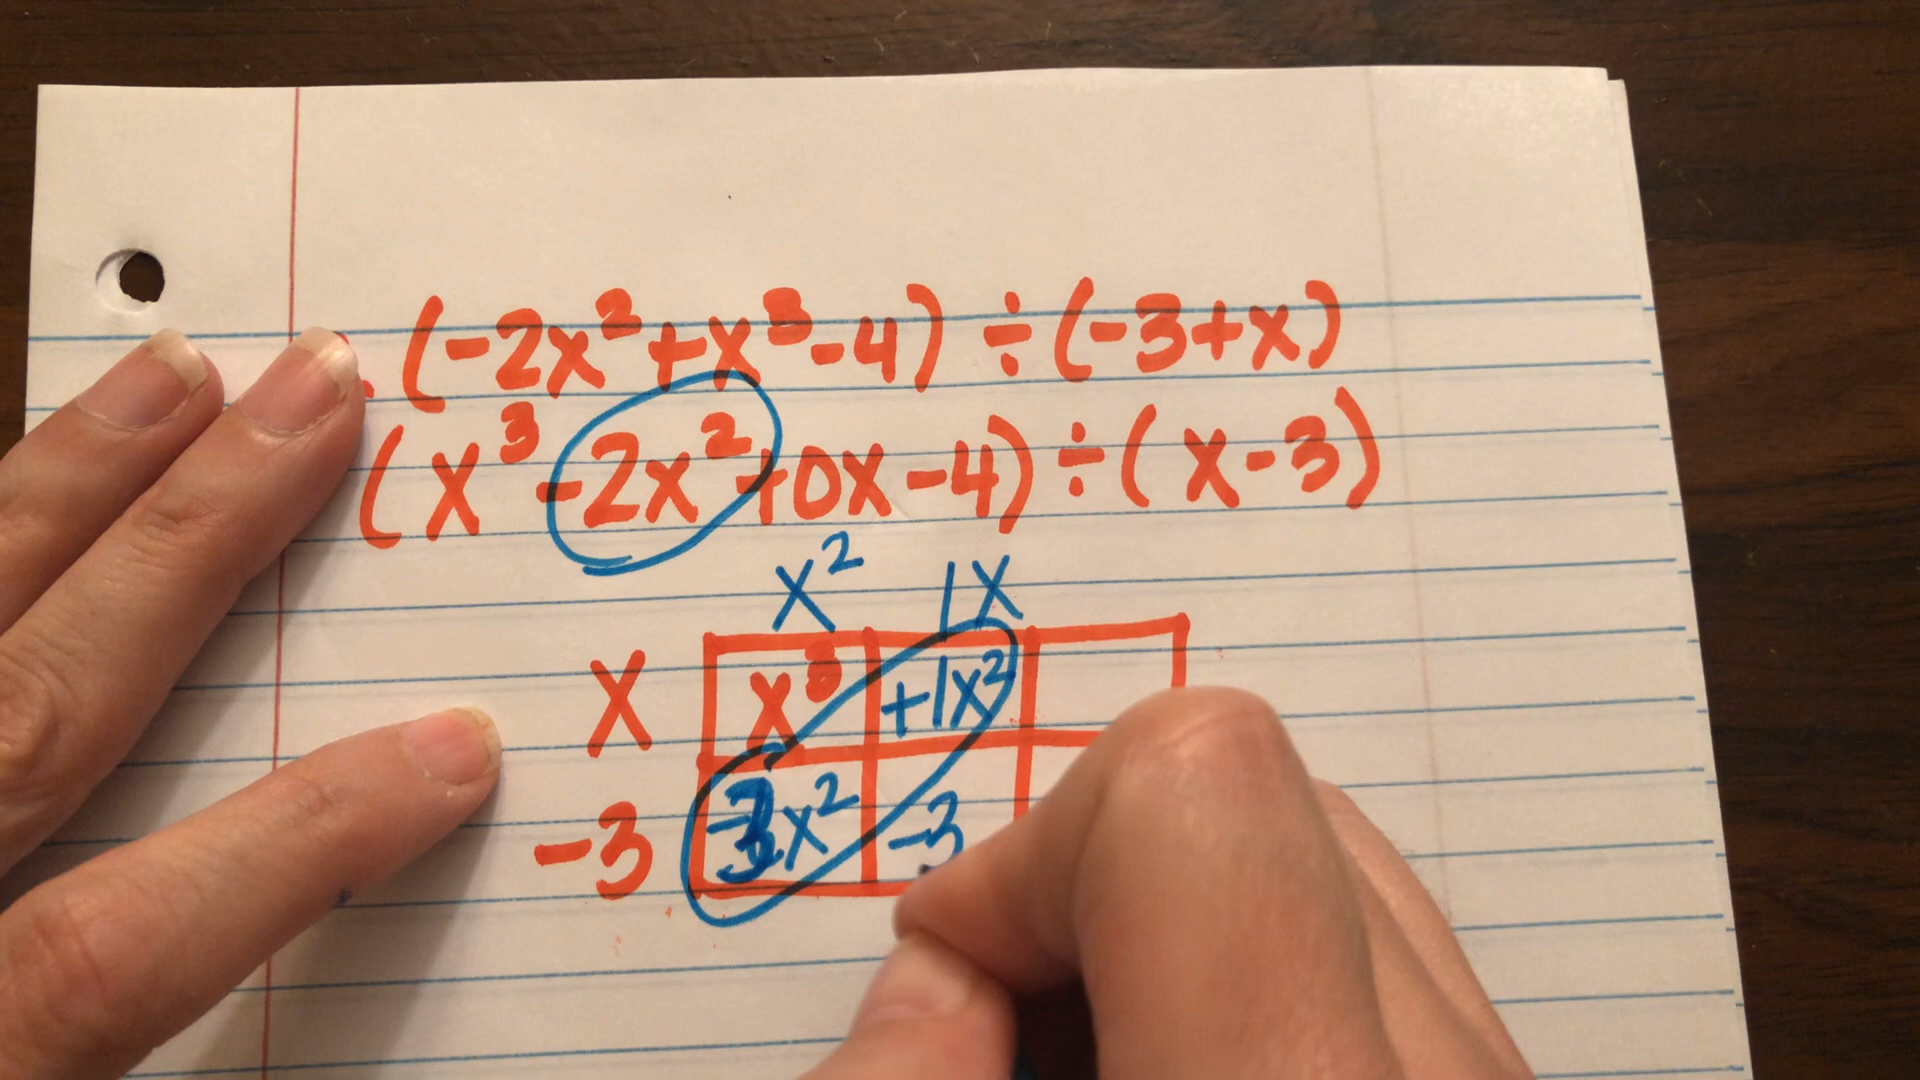 (-2x²+x³-4) ÷ (-3+x)
(x³-2x²+0x-4) ÷ (x-3)
x² 1x
x x³ +1x²
-3 -3x² -3